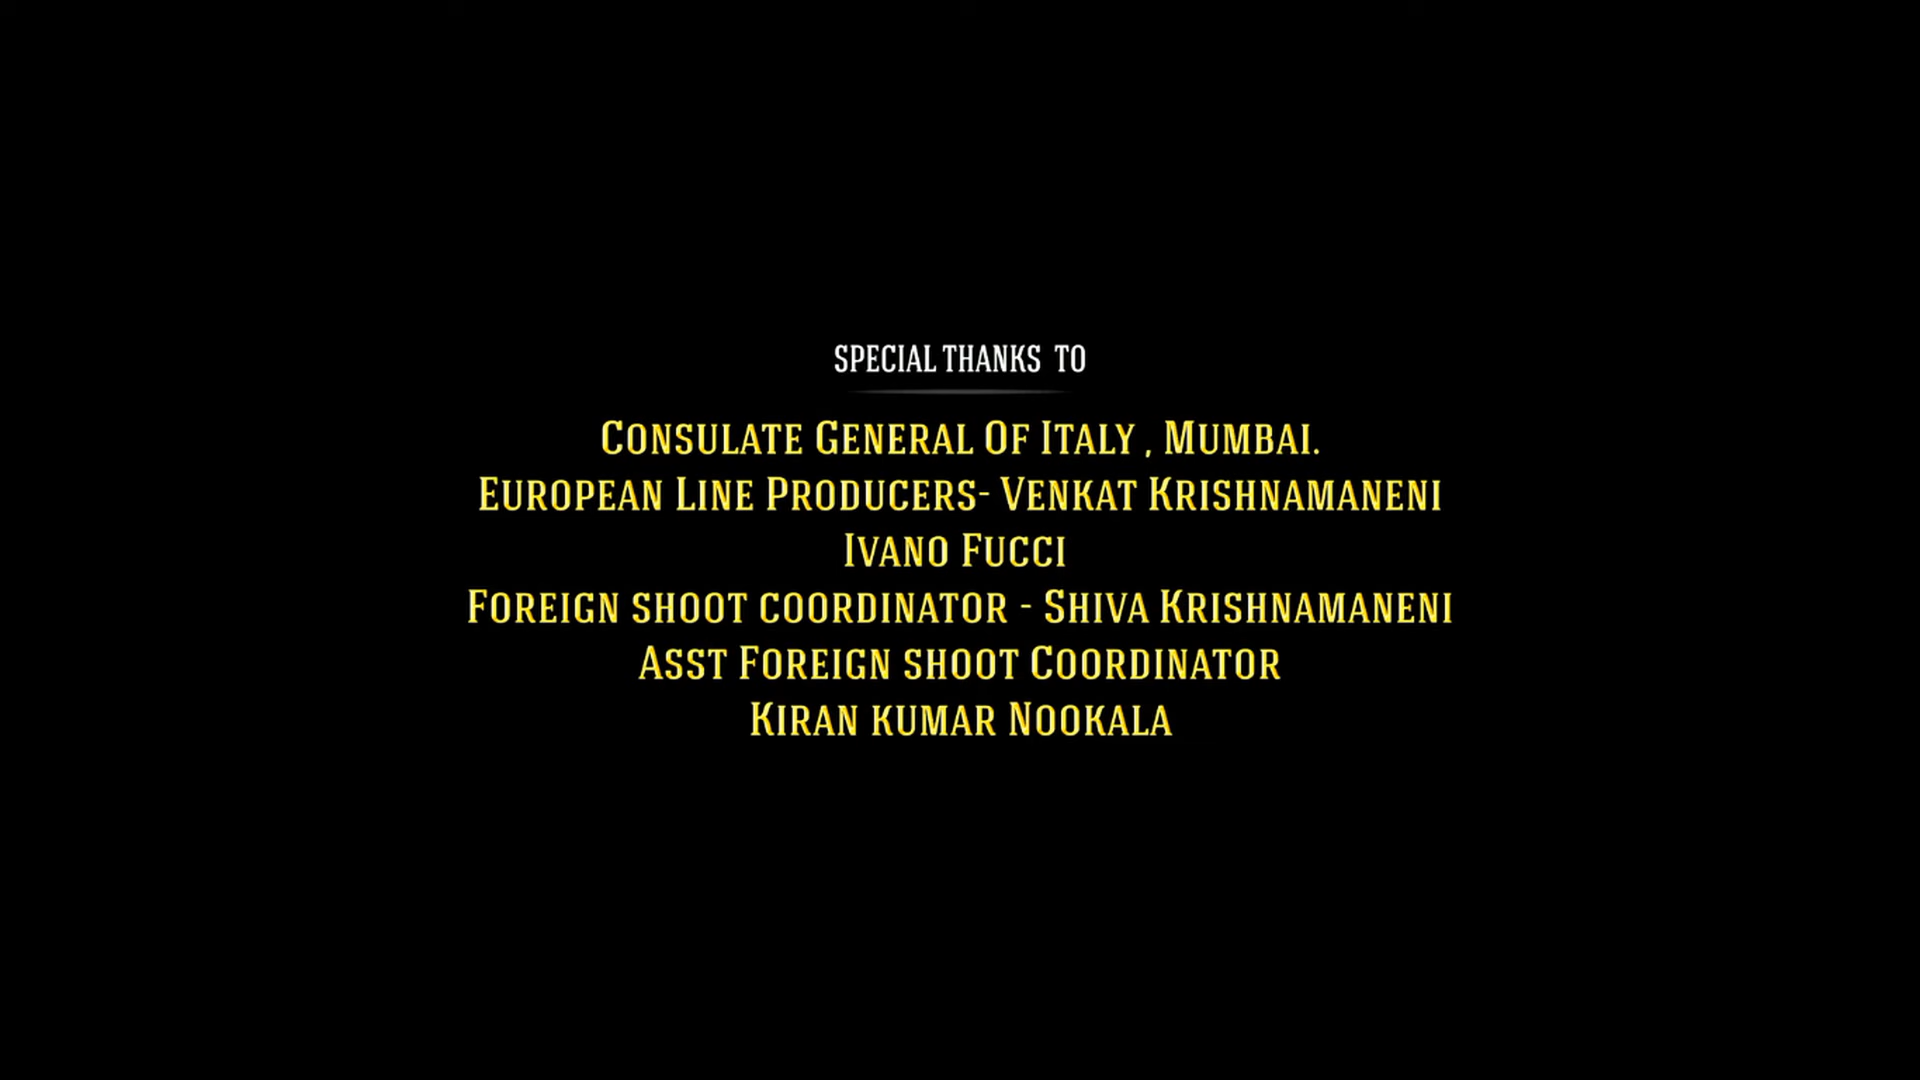 SPECIAL THANKS TO
CONSULATE GENERAL OF ITALY , MUMBAI.
EUROPEAN LINE PRODUCERS- VENKAT KRISHNAMANENI
IVANO FUCCI
FOREIGN SHOOT COORDINATOR - SHIVA KRISHNAMANENI
ASST FOREIGN SHOOT COORDINATOR
KIRAN KUMAR NOOKALA